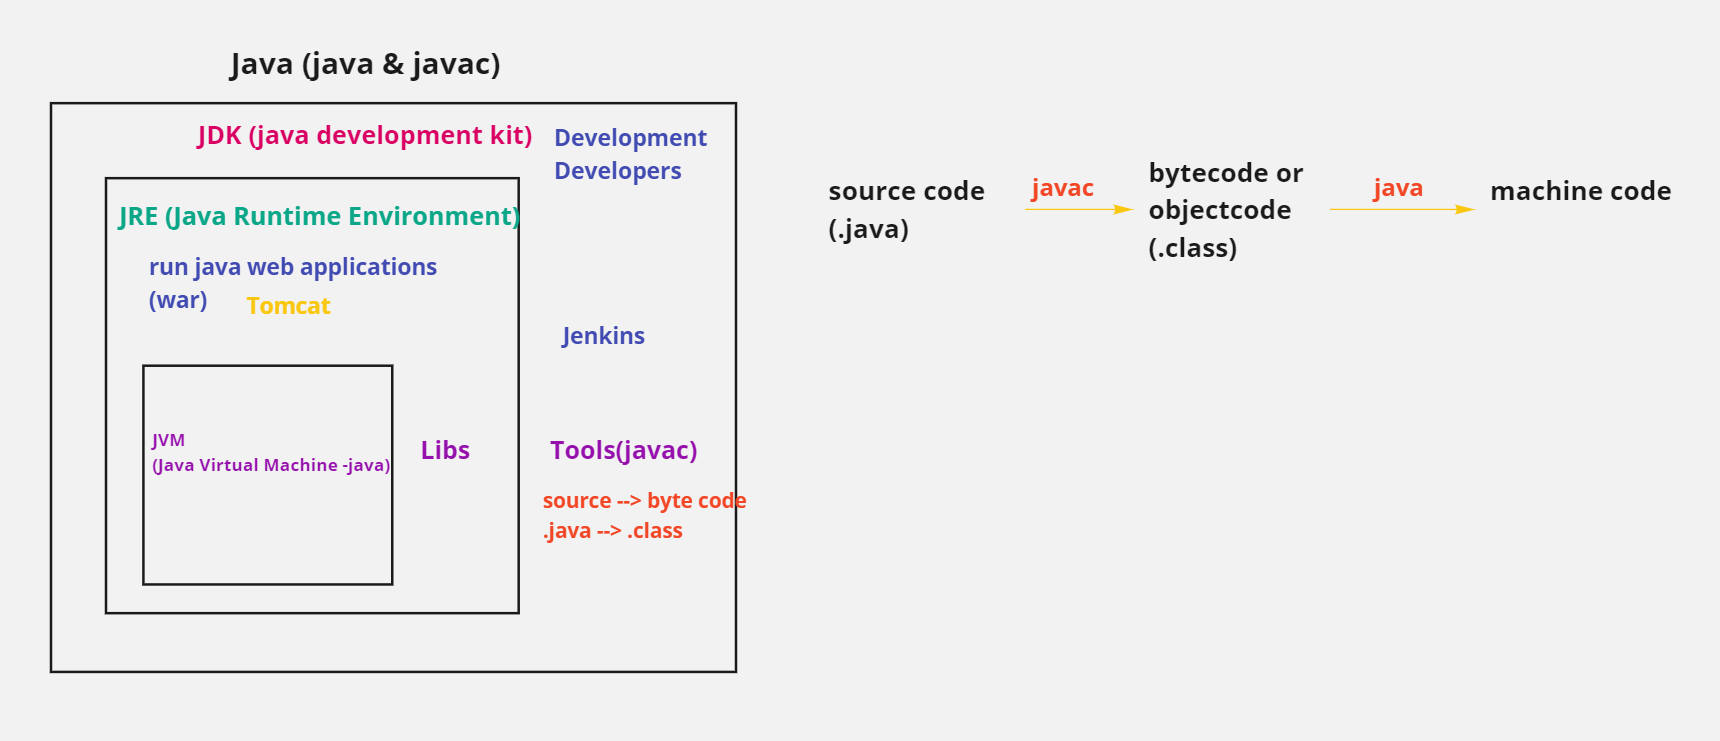 Java (java & javac)
JDK (java development kit)
Development
Developers
JRE (Java Runtime Environment)
run java web applications
(war)
Tomcat
Jenkins
JVM
(Java Virtual Machine -java)
Libs
Tools(javac)
source --> byte code
.java --> .class
source code
(.java)
javac
bytecode or
objectcode
(.class)
java
machine code